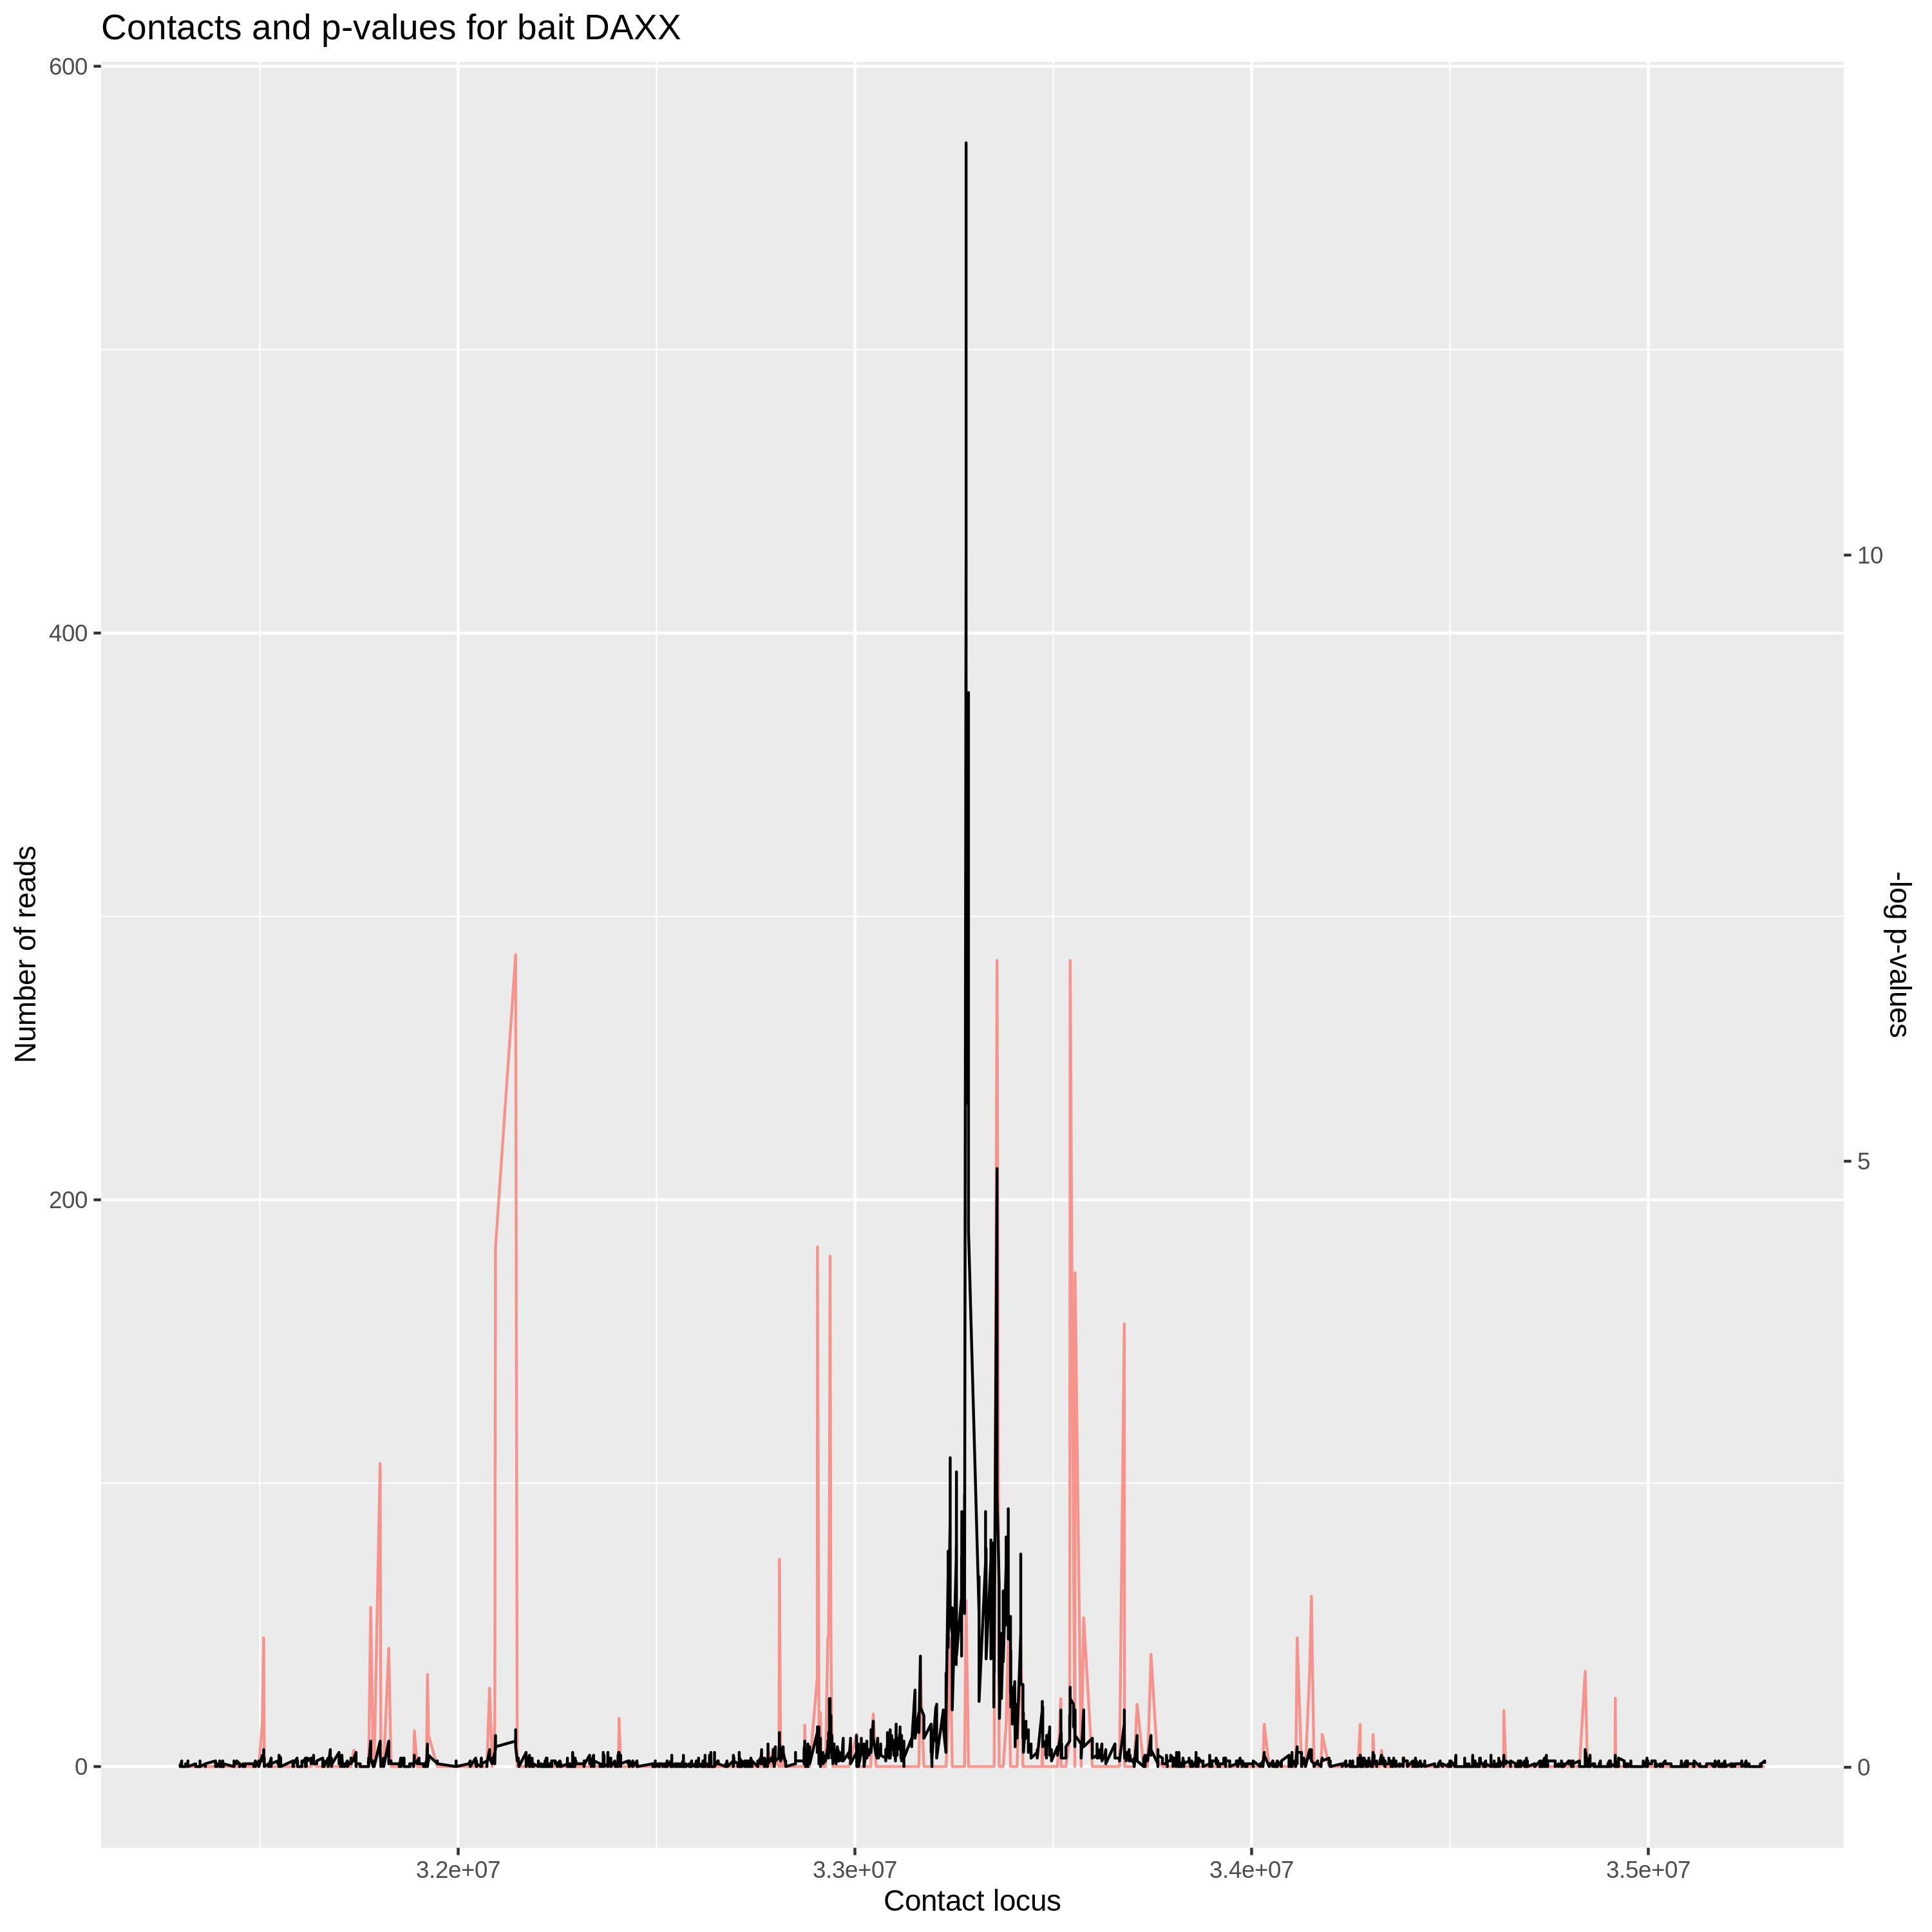 Contacts and p-values for bait DAXX
600
400
200
0
Number of reads
10
5
0
-log p-values
3.2e+07 3.3e+07 3.4e+07 3.5e+07
Contact locus